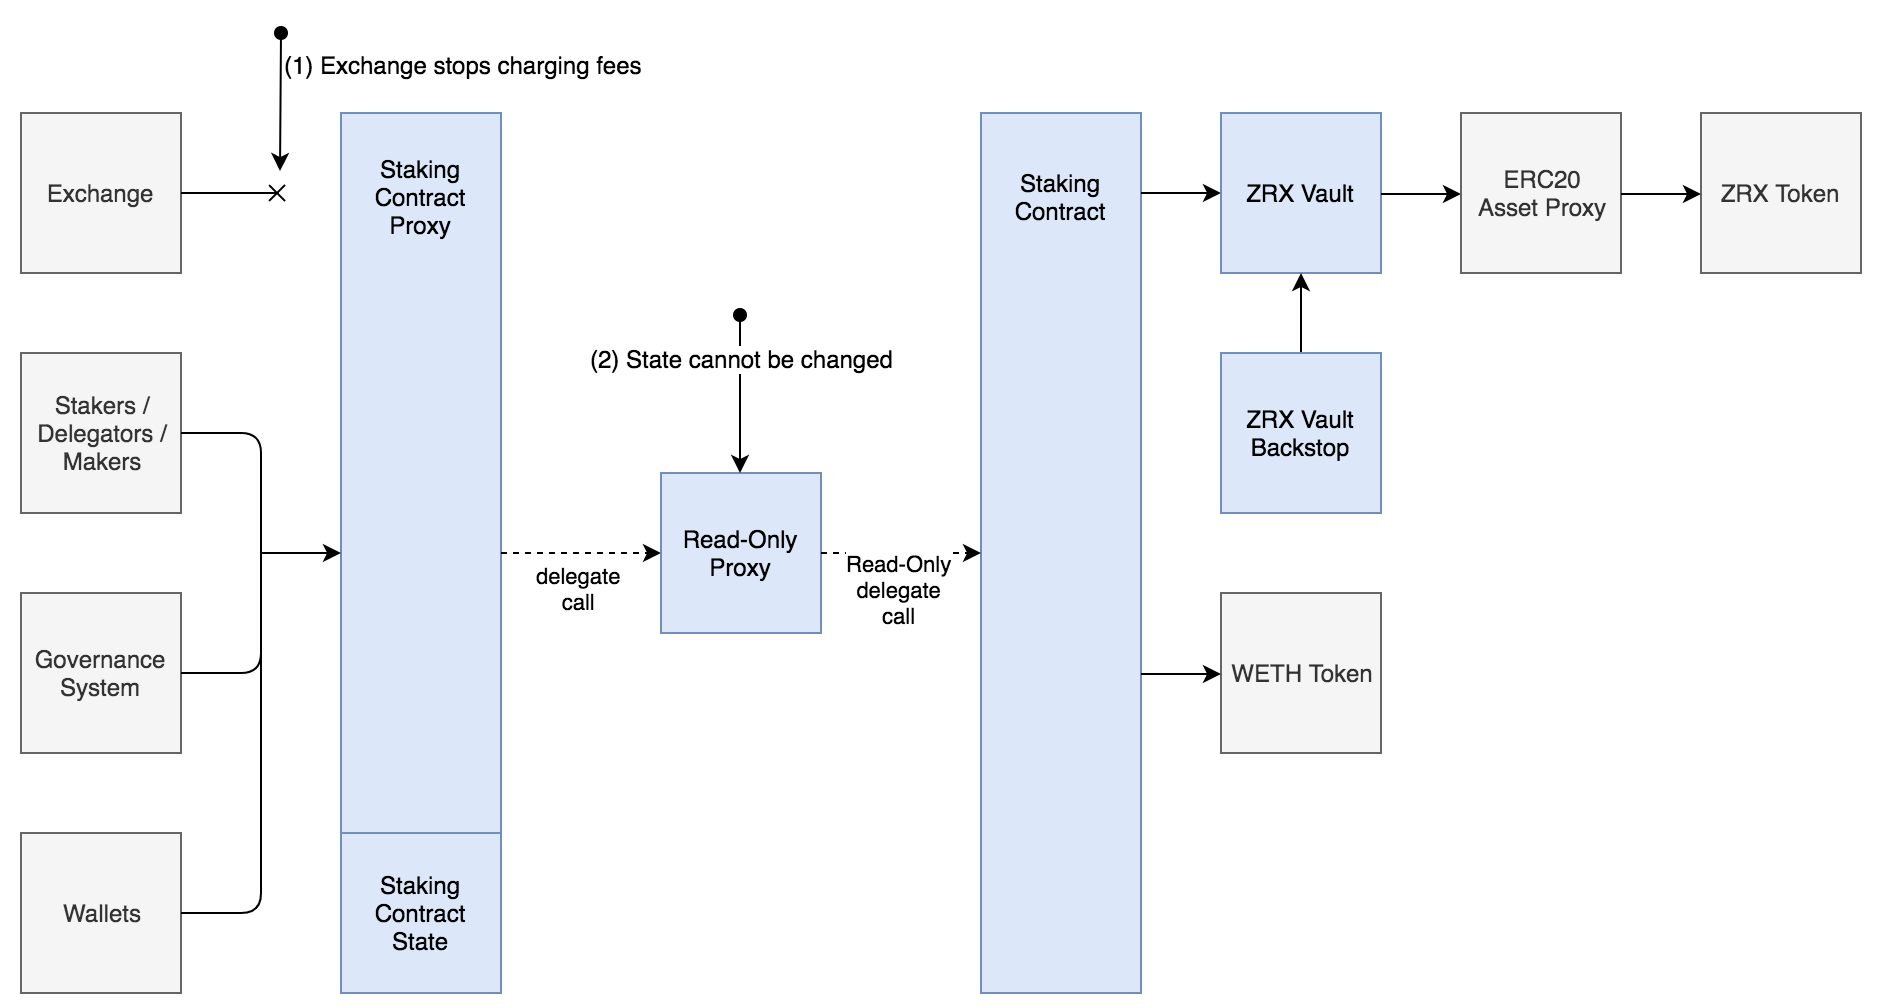 (1) Exchange stops charging fees
Exchange
Staking
Contract
Proxy
Staking
Contract
ZRX Vault
ERC20
Asset Proxy
ZRX Token
(2) State cannot be changed
Stakers /
Delegators /
Makers
ZRX Vault
Backstop
Read-Only
Proxy
delegate
call
Read-Only
delegate
call
Governance
System
WETH Token
Wallets
Staking
Contract
State